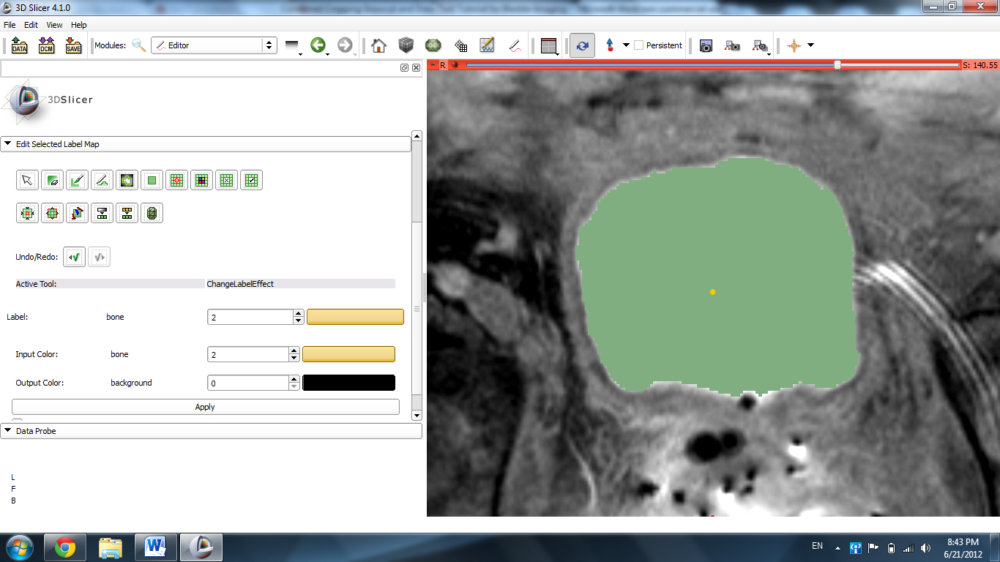 3D Slicer 4.1.0
File Edit View Help
DATA DCM SAVE Modules: Editor Persistent
R S: 140.55
3DSlicer
Edit Selected Label Map
Undo/Redo:
Active Tool: ChangeLabelEffect
Label: bone 2
Input Color: bone 2
Output Color: background 0
Apply
Data Probe
L
F
B
EN 8:43 PM
6/21/2012